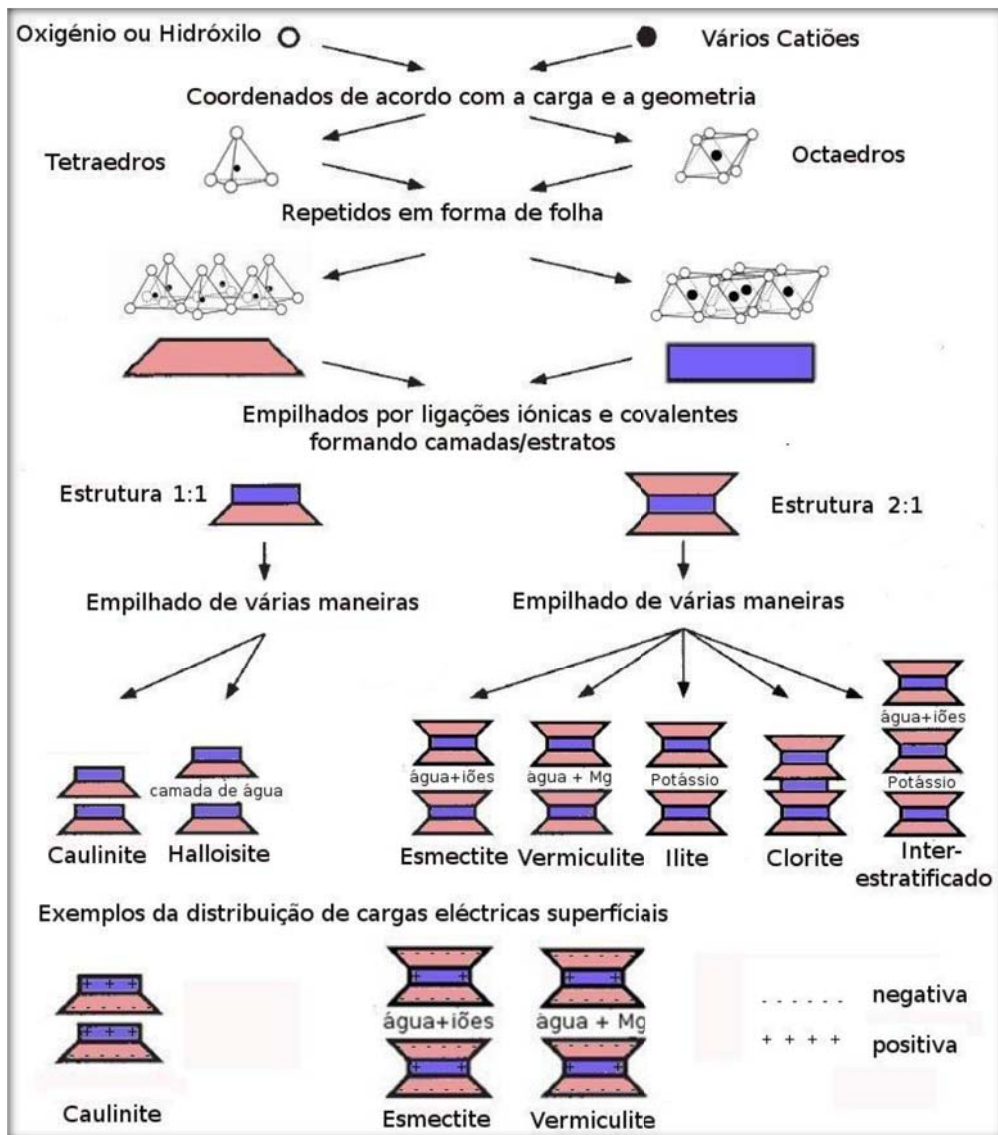 Oxigénio ou Hidróxilo
Vários Catiões
Coordenados de acordo com a carga e a geometria
Tetraedros
Octaedros
Repetidos em forma de folha
Empilhados por ligações iónicas e covalentes
formando camadas/estratos
Estrutura 1:1
Estrutura 2:1
Empilhado de várias maneiras
Empilhado de várias maneiras
camada de água
água+iões
água + Mg
Potássio
água+iões
Potássio
Caulinite
Halloisite
Esmectite
Vermiculite
Ilite
Clorite
Inter-
estratificado
Exemplos da distribuição de cargas eléctricas superfíciais
+ + +
- - - - -
+ + +
- - - - -
água+iões
água + Mg
- - - - - negativa
+ + + + positiva
Caulinite
Esmectite
Vermiculite